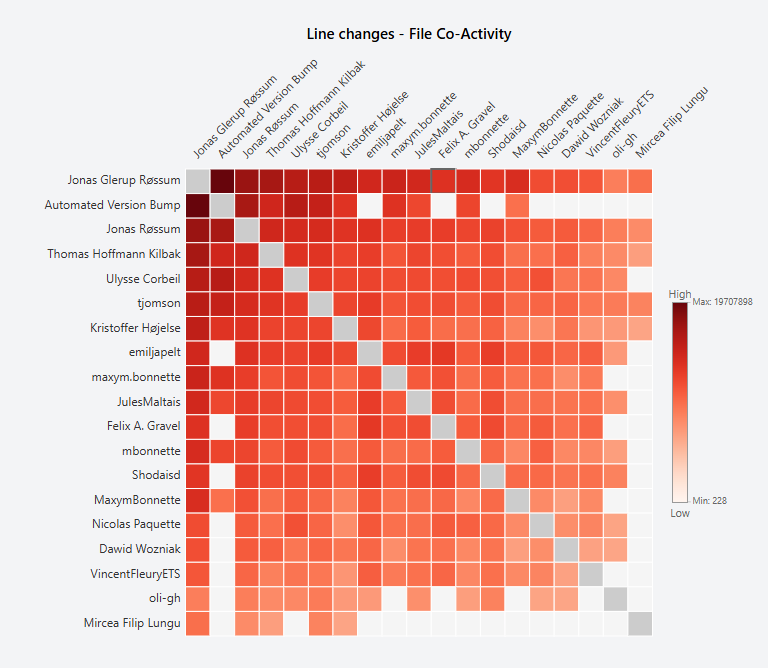 Line changes - File Co-Activity
Jonas Glerup Røssum
Automated Version Bump
Jonas Røssum
Thomas Hoffmann Kilbak
Ulysse Corbeil
tjomson
Kristoffer Højelse
emiljapelt
maxym.bonnette
JulesMaltais
Felix A. Gravel
mbonnette
Shodaisd
MaxymBonnette
Nicolas Paquette
Dawid Wozniak
VincentFleuryETS
oli-gh
Mircea Filip Lungu
Jonas Glerup Røssum
Automated Version Bump
Jonas Røssum
Thomas Hoffmann Kilbak
Ulysse Corbeil
tjomson
Kristoffer Højelse
emiljapelt
maxym.bonnette
JulesMaltais
Felix A. Gravel
mbonnette
Shodaisd
MaxymBonnette
Nicolas Paquette
Dawid Wozniak
VincentFleuryETS
oli-gh
Mircea Filip Lungu
High
Max: 19707898
Min: 228
Low